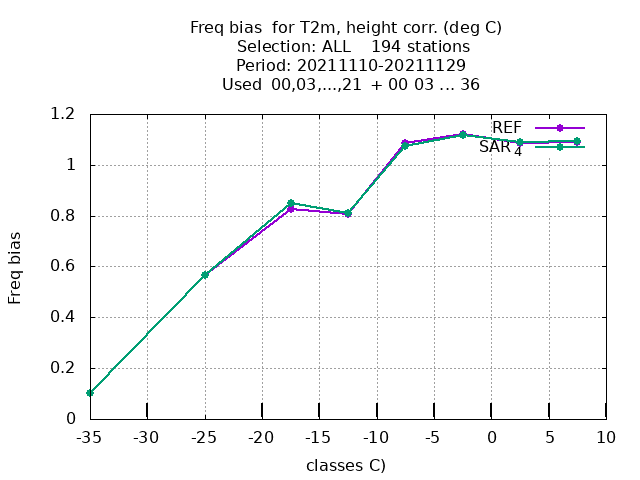 Freq bias  for T2m, height corr. (deg C)
Selection: ALL    194 stations
Period: 20211110-20211129
Used  00,03,...,21  + 00 03 ... 36
REF
SAR4
Freq bias
1.2
1
0.8
0.6
0.4
0.2
0
-35 -30 -25 -20 -15 -10 -5 0 5 10
classes C)